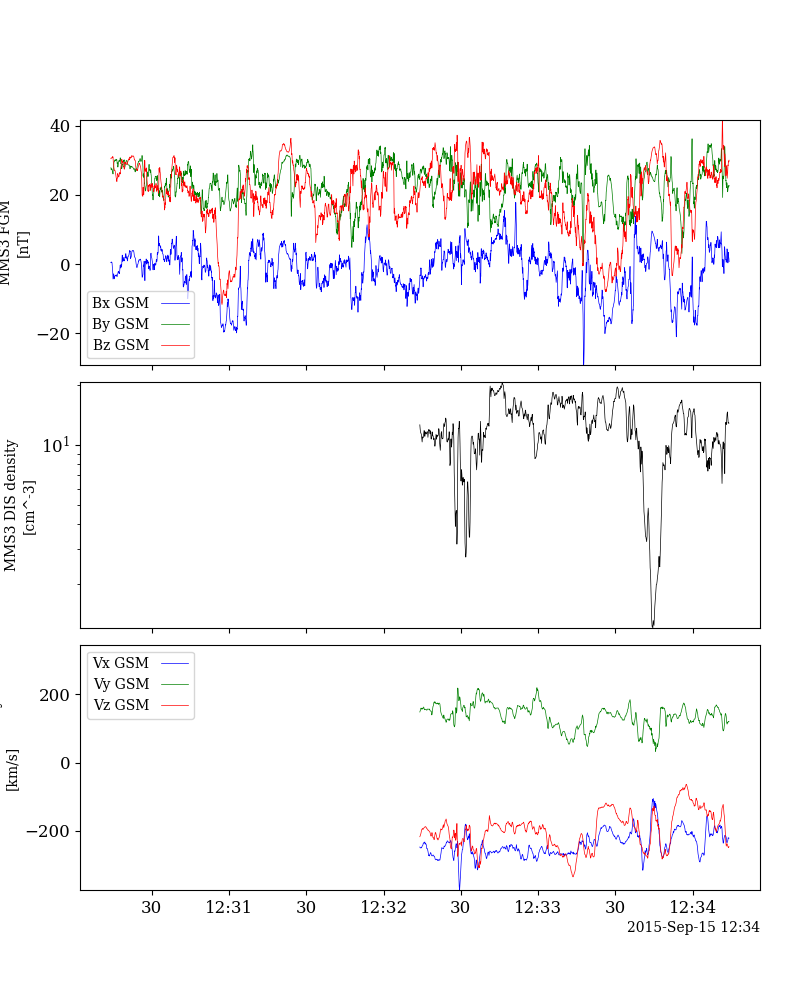 40
20
0
−20
MMS3 FGM
[nT]
Bx GSM
By GSM
Bz GSM
10^1
MMS3 DIS density
[cm^-3]
Vx GSM
Vy GSM
Vz GSM
200
0
−200
[km/s]
30 12:31 30 12:32 30 12:33 30 12:34
2015-Sep-15 12:34